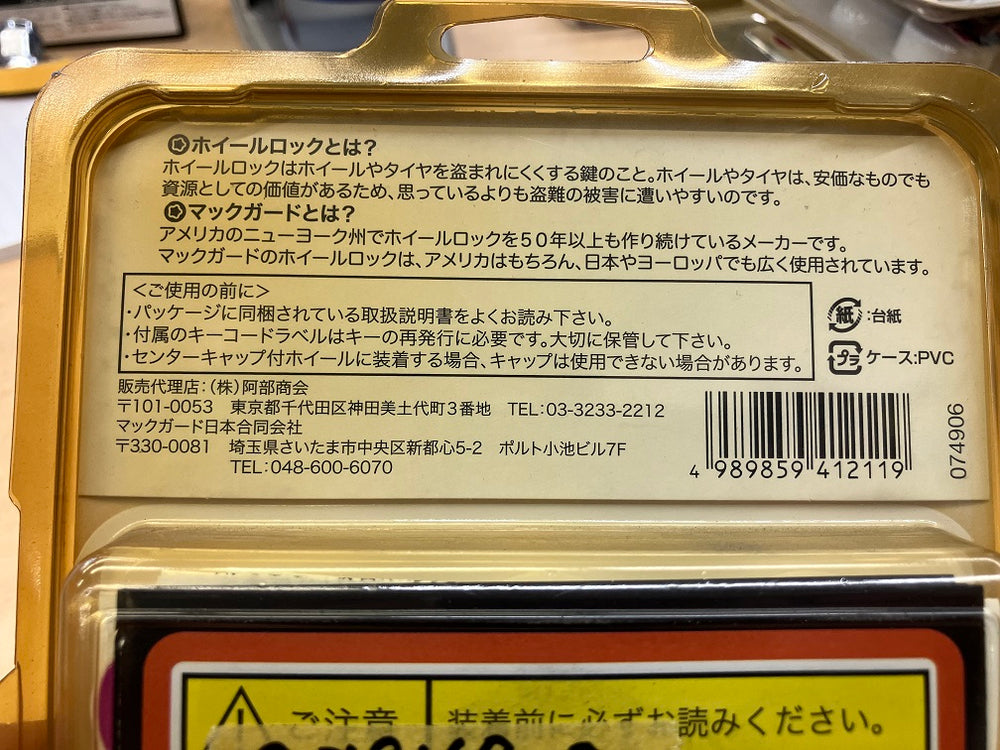 ホイールロックとは?
ホイールロックはホイールやタイヤを盗まれにくくする鍵のこと。ホイールやタイヤは、安価なものでも
資源としての価値があるため、思っているよりも盗難の被害に遭いやすいのです。
マックガードとは?
アメリカのニューヨーク州でホイールロックを50年以上も作り続けているメーカーです。
マックガードのホイールロックは、アメリカはもちろん、日本やヨーロッパでも広く使用されています。
<ご使用の前に>
・パッケージに同梱されている取扱説明書をよくお読み下さい。
・付属のキーコードラベルはキーの再発行に必要です。大切に保管して下さい。
・センターキャップ付ホイールに装着する場合、キャップは使用できない場合があります。
紙:台紙
プラ ケース:PVC
販売代理店:(株)阿部商会
〒101-0053 東京都千代田区神田美土代町3番地 TEL:03-3233-2212
マックガード日本合同会社
〒330-0081 埼玉県さいたま市中央区新都心5-2 ポルト小池ビル7F
TEL:048-600-6070
4 989859 412119
074906
ご注意 装着前に必ずお読みください。